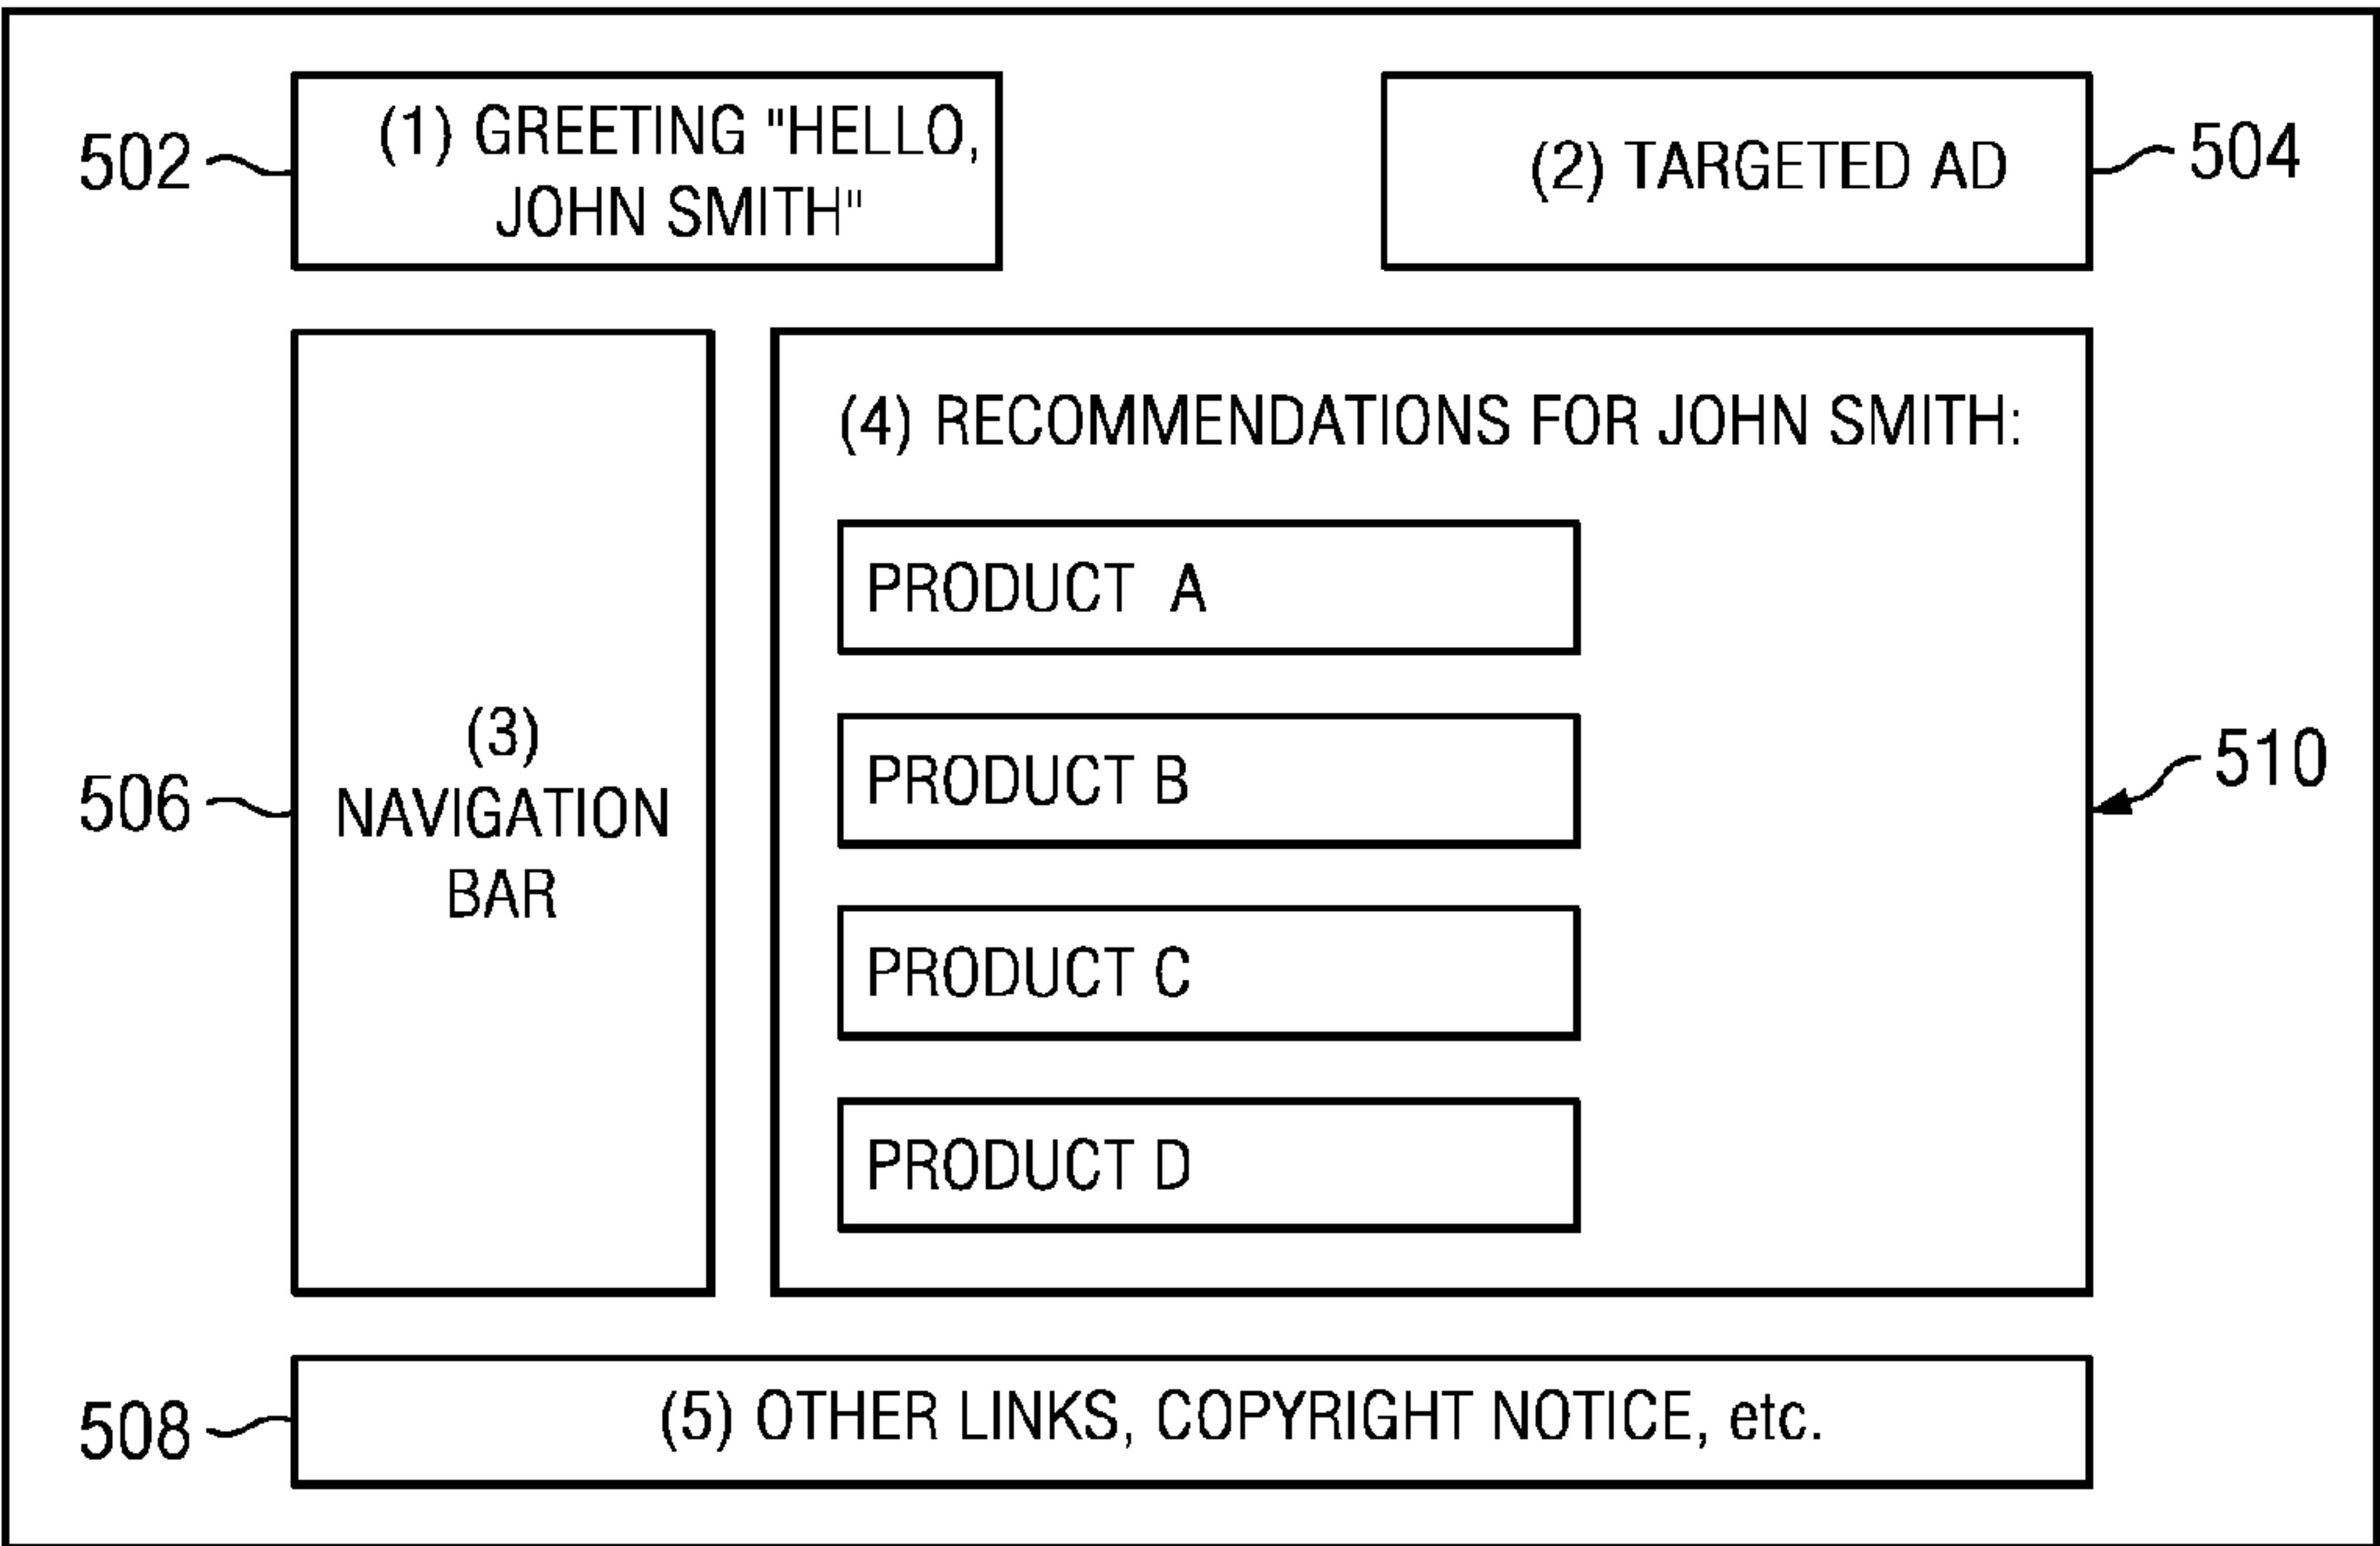 502
(1) GREETING "HELLO,
JOHN SMITH"
(2) TARGETED AD
504
506
(3)
NAVIGATION
BAR
(4) RECOMMENDATIONS FOR JOHN SMITH:
PRODUCT A
PRODUCT B
PRODUCT C
PRODUCT D
510
508
(5) OTHER LINKS, COPYRIGHT NOTICE, etc.